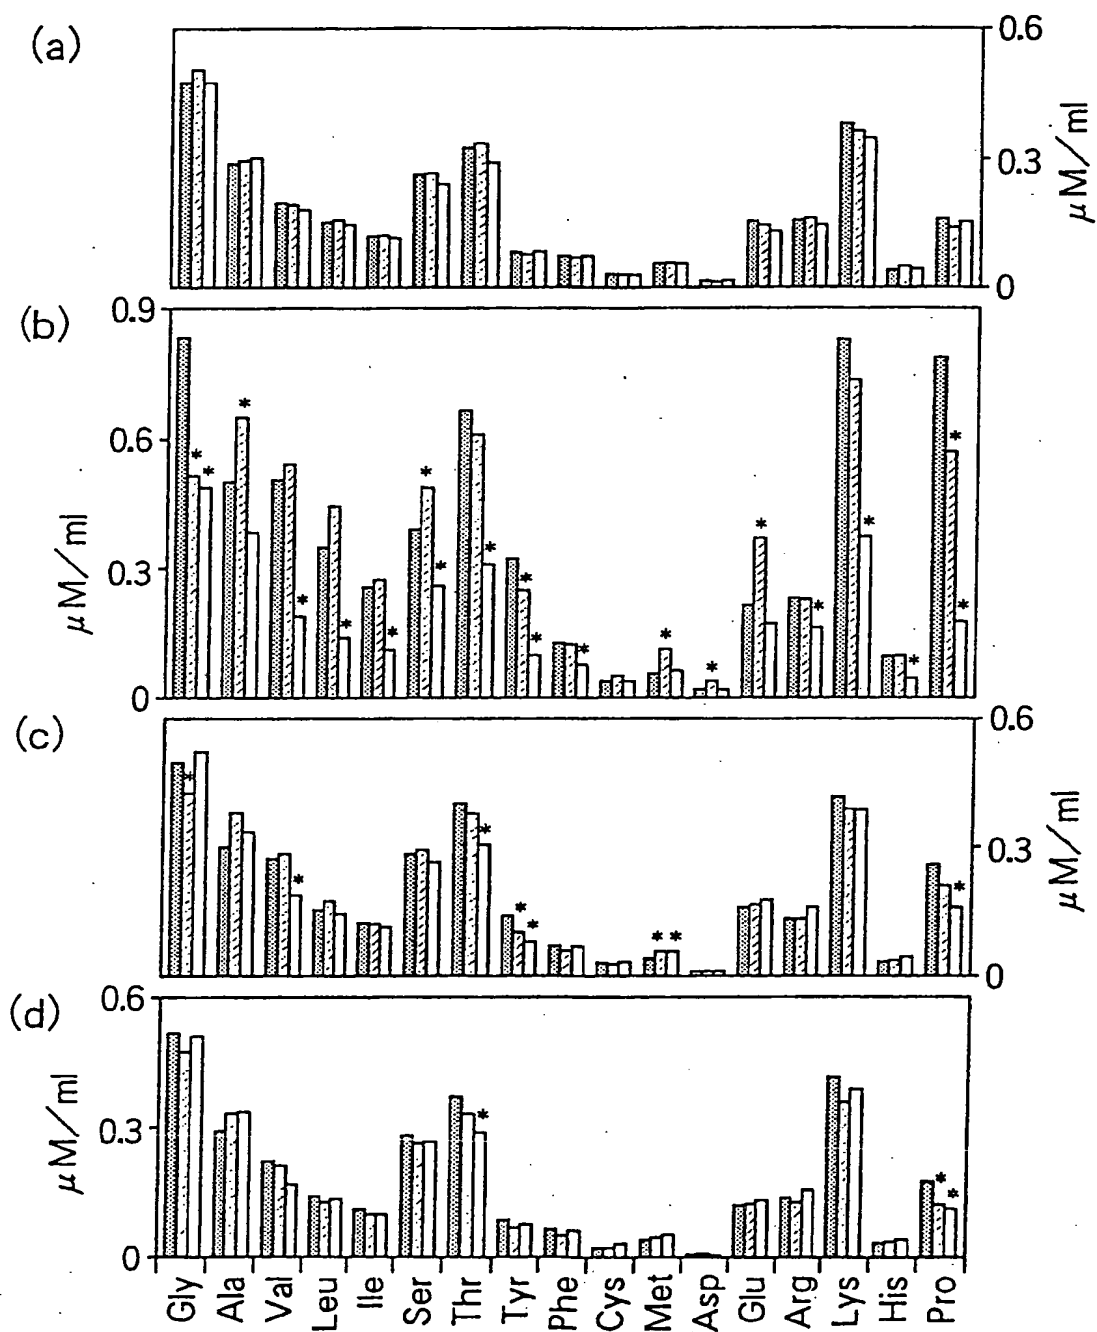 (a)
0.6
0.3
0
μM/ml
(b)
0.9
0.6
0.3
0
μM/ml
* * * * * * * * * * * * * * * * * * * *
(c)
0.6
0.3
0
μM/ml
* * * * * * * *
(d)
0.6
0.3
0
μM/ml
* * *
Gly Ala Val Leu Ile Ser Thr Tyr Phe Cys Met Asp Glu Arg Lys His Pro